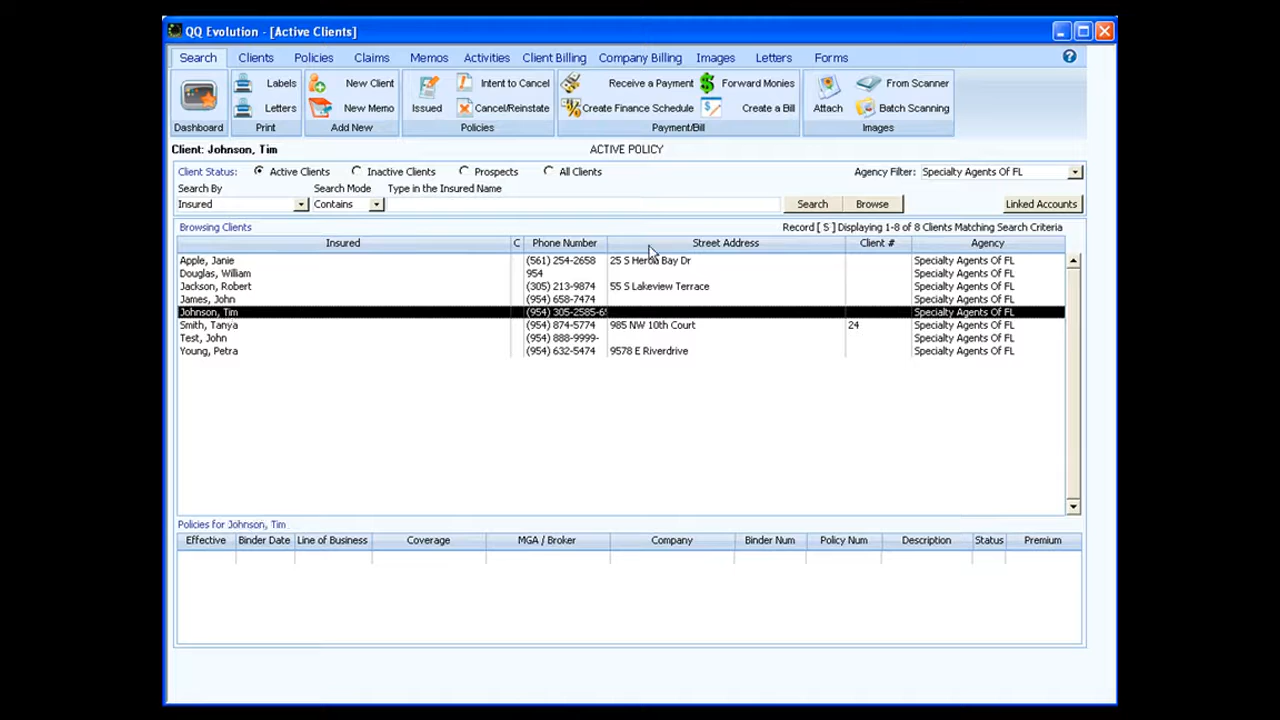 QQ Evolution - [Active Clients]
Search Clients Policies Claims Memos Activities Client Billing Company Billing Images Letters Forms
Labels New Client Intent to Cancel Receive a Payment Forward Monies From Scanner
Letters New Memo Issued Cancel/Reinstate Create Finance Schedule Create a Bill Attach Batch Scanning
Dashboard Print Add New Policies Payment/Bill Images
Client: Johnson, Tim ACTIVE POLICY
Client Status: Active Clients Inactive Clients Prospects All Clients Agency Filter: Specialty Agents Of FL
Search By Search Mode Type in the Insured Name
Insured Contains Search Browse Linked Accounts
Browsing Clients Record [ 5 ] Displaying 1-8 of 8 Clients Matching Search Criteria
Insured C Phone Number Street Address Client # Agency
Apple, Janie (561) 254-2658 25 S Herold Bay Dr Specialty Agents Of FL
Douglas, William 954 Specialty Agents Of FL
Jackson, Robert (305) 213-9874 55 S Lakeview Terrace Specialty Agents Of FL
James, John (954) 658-7474 Specialty Agents Of FL
Johnson, Tim (954) 305-2585-65 Specialty Agents Of FL
Smith, Tanya (954) 874-5774 985 NW 10th Court 24 Specialty Agents Of FL
Test, John (954) 888-9999- Specialty Agents Of FL
Young, Petra (954) 632-5474 9578 E Riverdrive Specialty Agents Of FL
Policies for Johnson, Tim
Effective Binder Date Line of Business Coverage MGA / Broker Company Binder Num Policy Num Description Status Premium